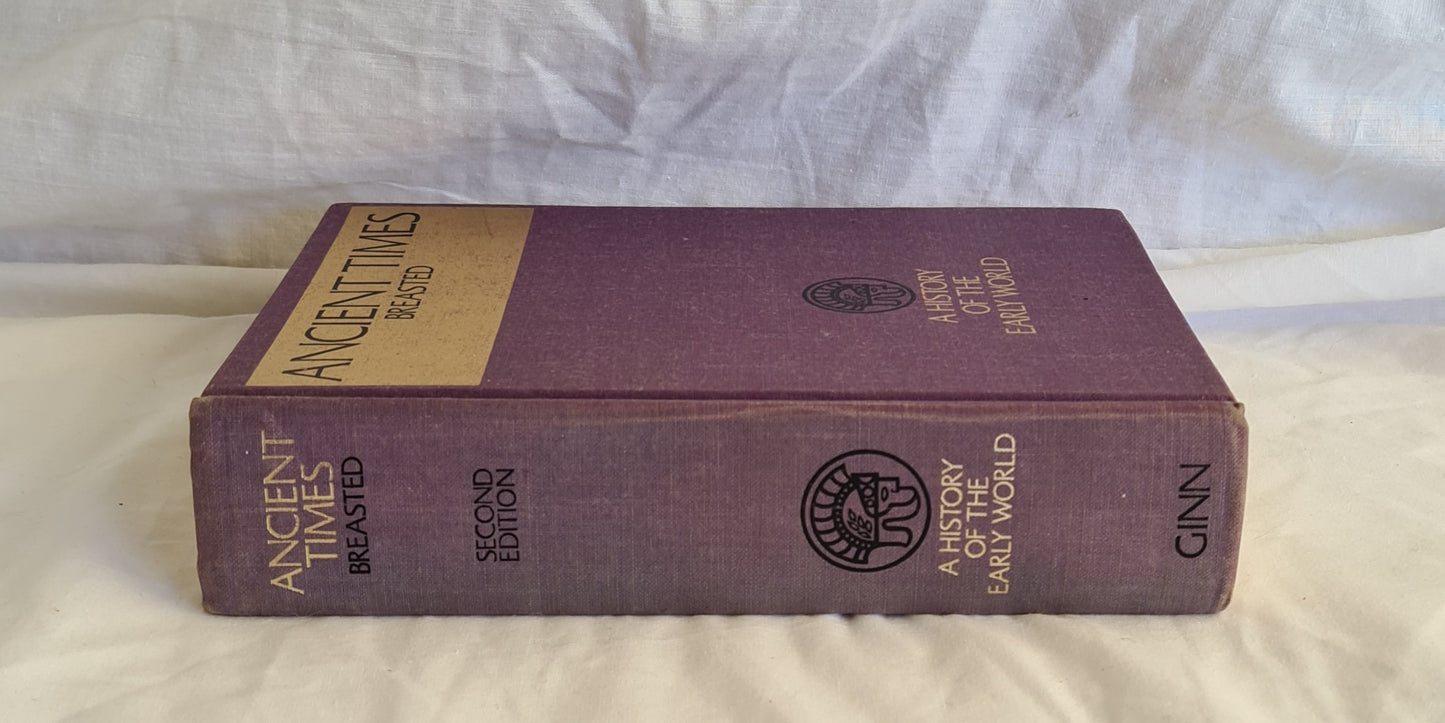 ANCIENT TIMES
BREASTED
A HISTORY
OF THE
EARLY WORLD
ANCIENT
TIMES
BREASTED
SECOND
EDITION
A HISTORY
OF THE
EARLY WORLD
GINN